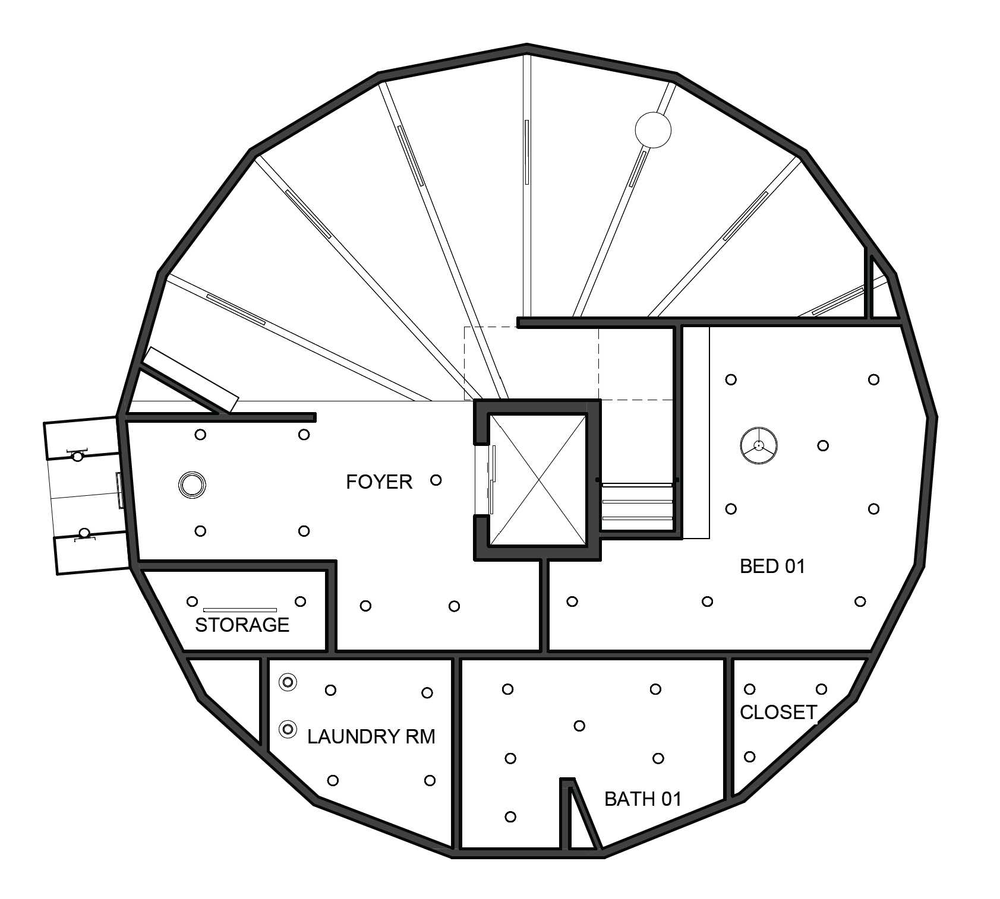 FOYER
BED 01
STORAGE
CLOSET
LAUNDRY RM
BATH 01